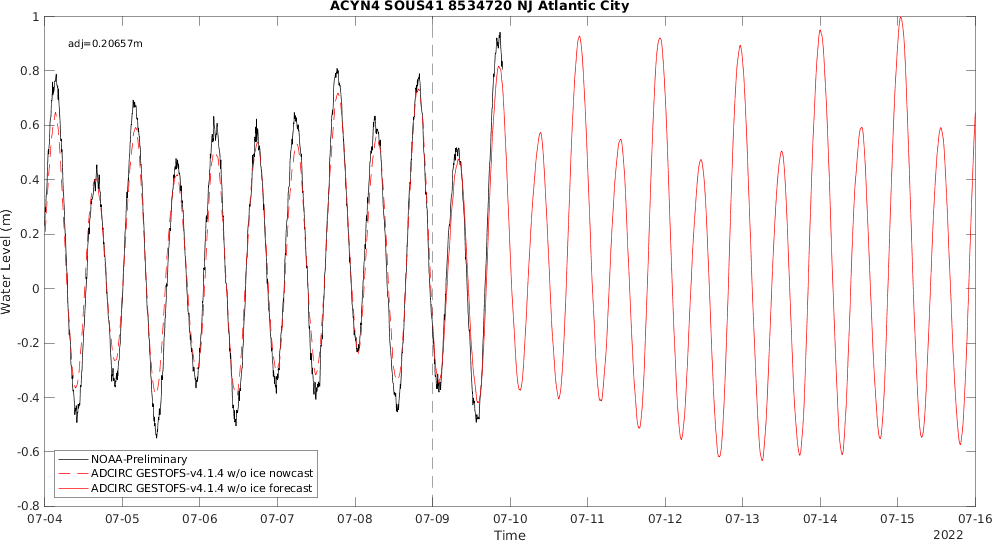 ACYN4 SOUS41 8534720 NJ Atlantic City
adj=0.20657m
Water Level (m)
1
0.8
0.6
0.4
0.2
0
-0.2
-0.4
-0.6
-0.8
NOAA-Preliminary
ADCIRC GESTOFS-v4.1.4 w/o ice nowcast
ADCIRC GESTOFS-v4.1.4 w/o ice forecast
07-04 07-05 07-06 07-07 07-08 07-09 07-10 07-11 07-12 07-13 07-14 07-15 07-16
Time
2022